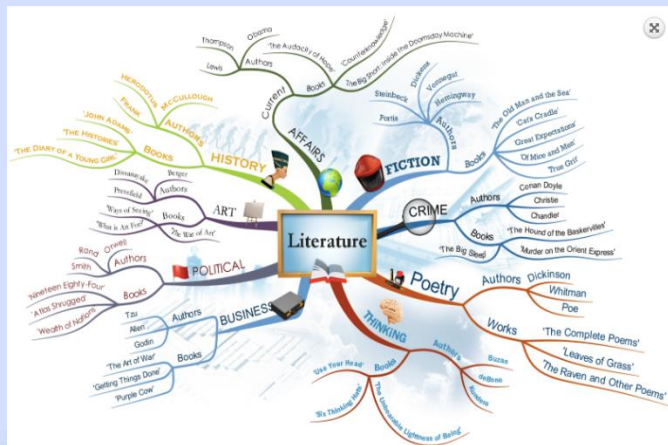 Literature
Current
AFFAIRS
Authors
Thompson
Obama
Lewis
Books
'The Audacity of Hope'
'Counterknowledge'
'The Big Short: Inside the Doomsday Machine'
FICTION
Authors
Dickens
Vonnegut
Hemingway
Steinbeck
Portis
Books
'The Old Man and the Sea'
'Cat's Cradle'
'Great Expectations'
'Of Mice and Men'
True Grit'
CRIME
Authors
Conan Doyle
Christie
Chandler
Books
'The Hound of the Baskervilles'
'Murder on the Orient Express'
'The Big Sleep'
Poetry
Authors
Dickinson
Whitman
Poe
Works
'The Complete Poems'
'Leaves of Grass'
'The Raven and Other Poems'
THINKING
Authors
Buzan
deBono
Kundera
Books
'Use Your Head'
'Six Thinking Hats'
'The Unbearable Lightness of Being'
BUSINESS
Authors
Tzu
Allen
Godin
Books
'The Art of War'
'Getting Things Done'
'Purple Cow'
POLITICAL
Authors
Rand
Orwell
Smith
Books
'Nineteen Eighty-Four'
'Atlas Shrugged'
'Wealth of Nations'
ART
Authors
Dissanayake
Berger
Pressfield
Books
'Ways of Seeing'
'What is Art For?'
'The War of Art'
HISTORY
AUTHORS
HERODOTUS
McCULLOUGH
FRANK
BOOKS
'JOHN ADAMS'
'THE HISTORIES'
'THE DIARY OF A YOUNG GIRL'